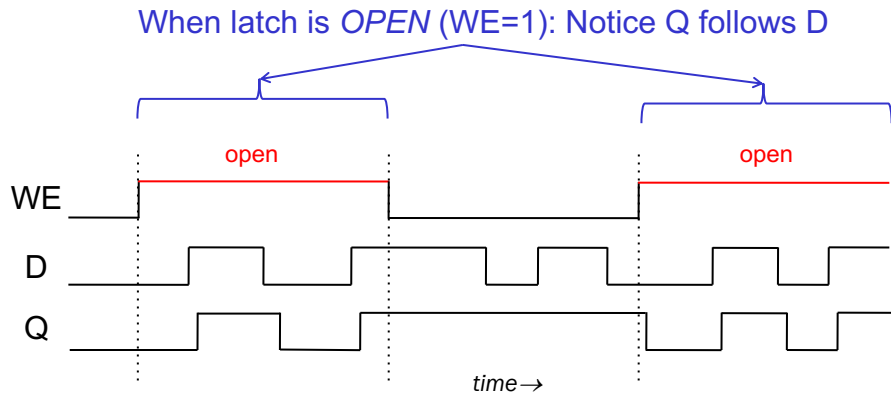 When latch is OPEN (WE=1): Notice Q follows D
open
open
WE
D
Q
time→